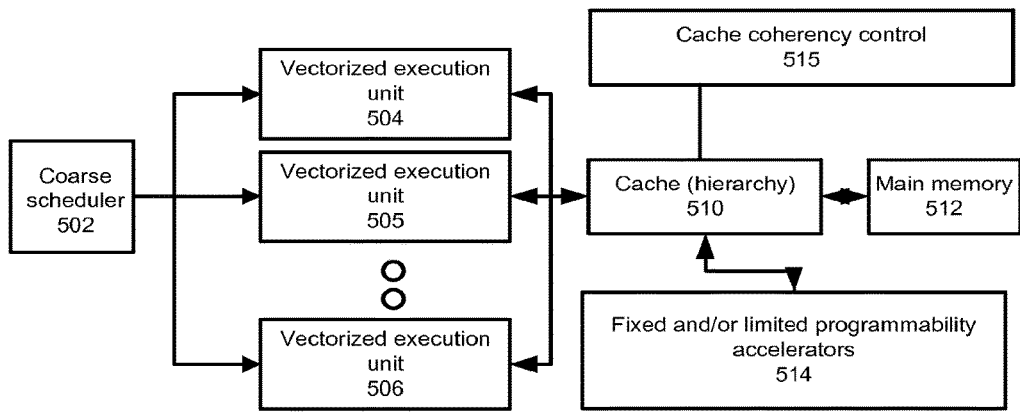 Coarse
scheduler
502
Vectorized execution
unit
504
Vectorized execution
unit
505
Vectorized execution
unit
506
Cache coherency control
515
Cache (hierarchy)
510
Main memory
512
Fixed and/or limited programmability
accelerators
514